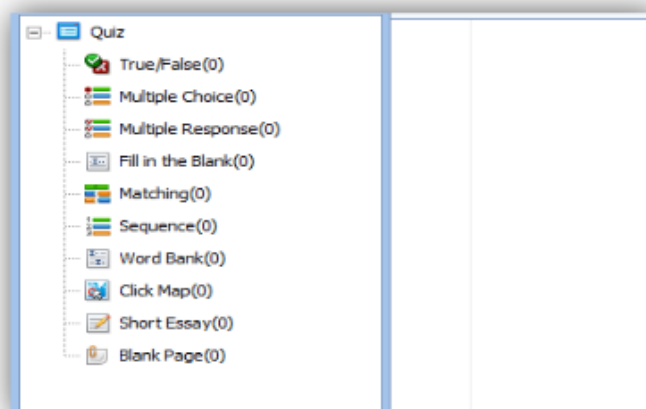 Quiz
True/False(0)
Multiple Choice(0)
Multiple Response(0)
Fill in the Blank(0)
Matching(0)
Sequence(0)
Word Bank(0)
Click Map(0)
Short Essay(0)
Blank Page(0)